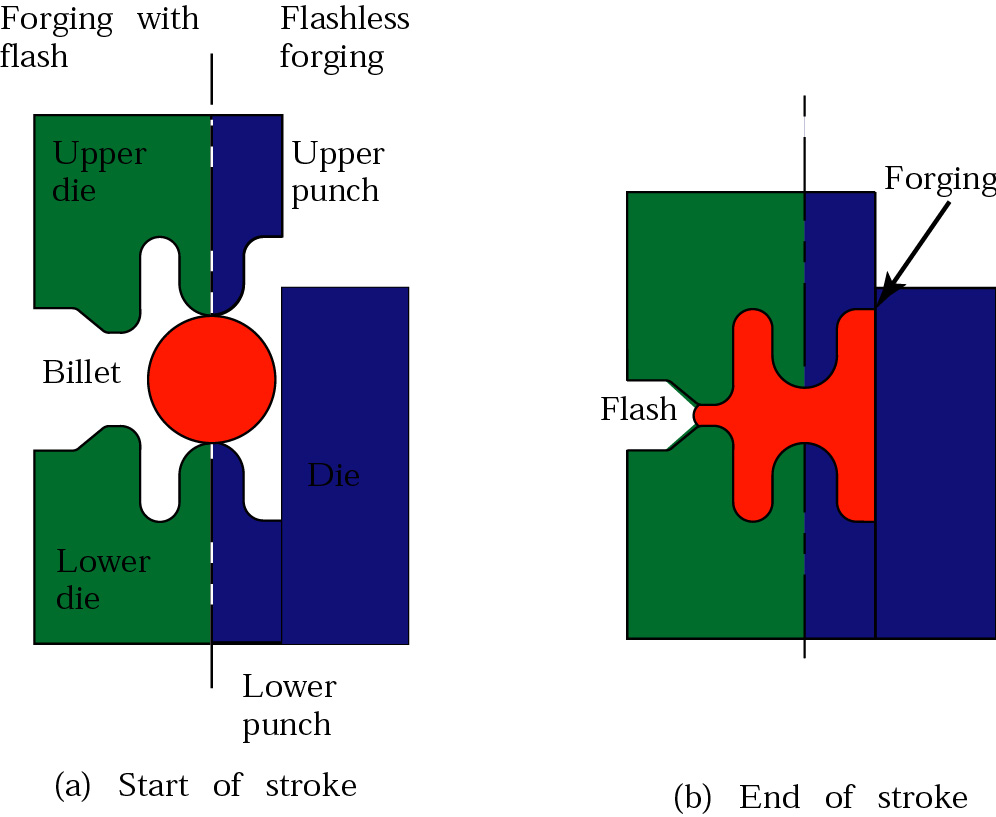 Forging with
flash
Flashless
forging
Upper
die
Upper
punch
Billet
Die
Lower
die
Lower
punch
(a) Start of stroke
Forging
Flash
(b) End of stroke